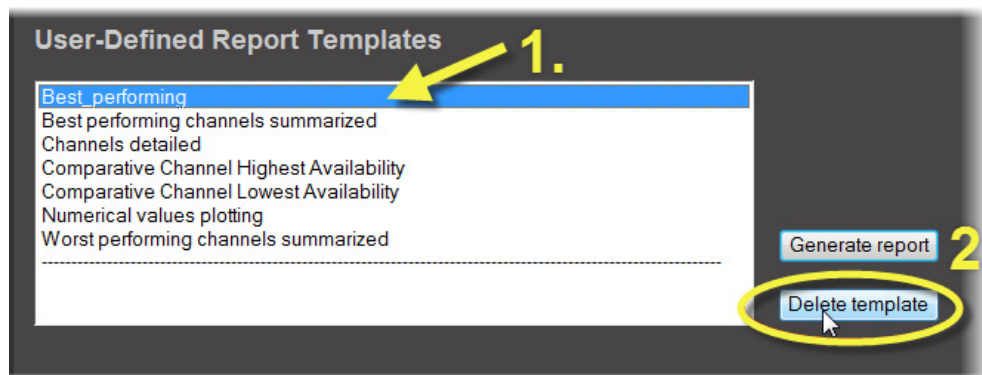 User-Defined Report Templates
1.
Best_performing
Best performing channels summarized
Channels detailed
Comparative Channel Highest Availability
Comparative Channel Lowest Availability
Numerical values plotting
Worst performing channels summarized
--------------------------------------------------------------------------------
Generate report
2
Delete template